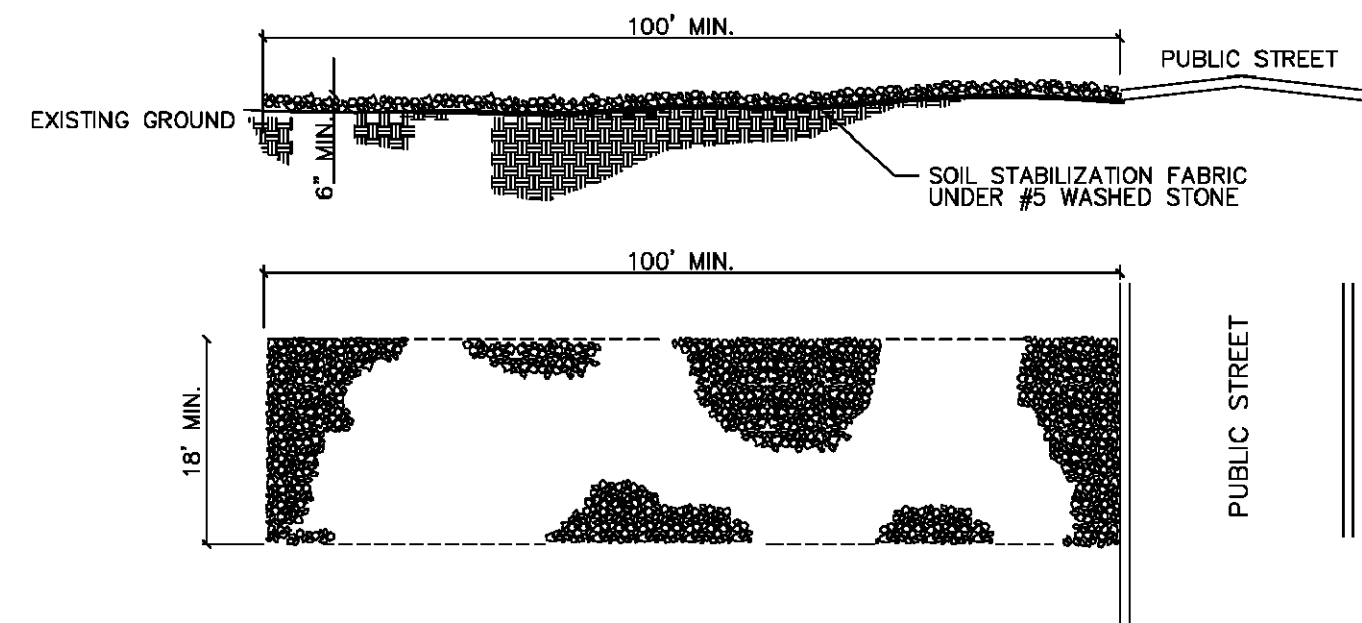 100' MIN.
PUBLIC STREET
EXISTING GROUND
6" MIN.
SOIL STABILIZATION FABRIC
UNDER #5 WASHED STONE
100' MIN.
18' MIN.
PUBLIC STREET